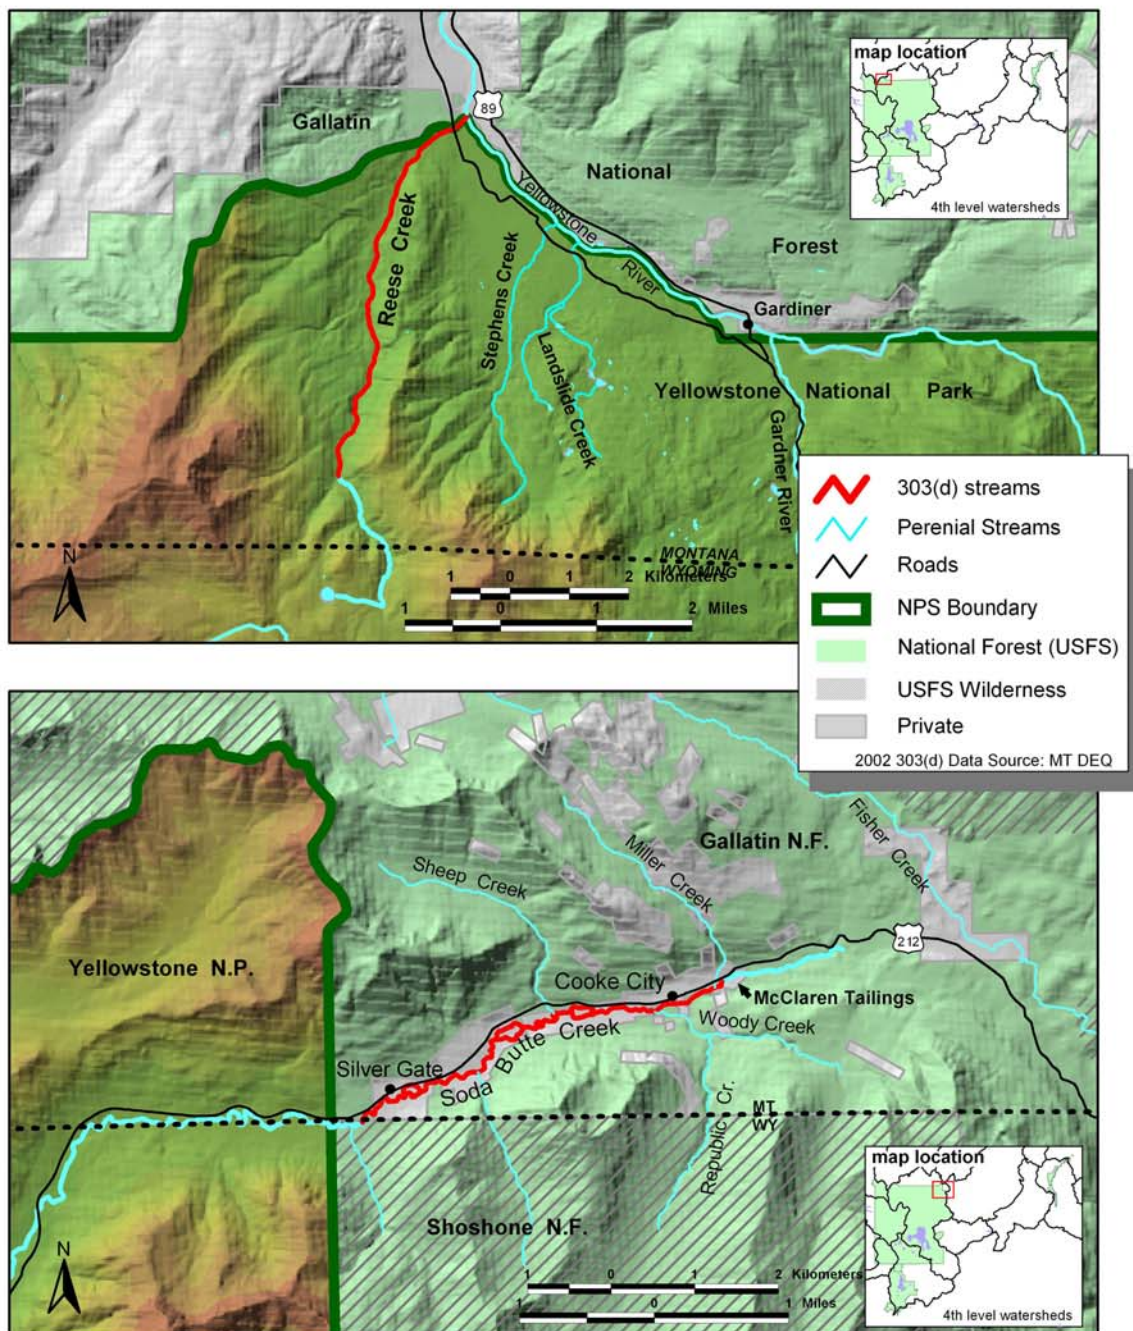 map location
4th level watersheds
89
Gallatin
National
Forest
Yellowstone
River
Gardiner
Reese Creek
Stephens Creek
Landslide Creek
Yellowstone National Park
Gardner River
MONTANA
WYOMING
N
1 0 1 2 Kilometers
1 0 1 2 Miles
303(d) streams
Perenial Streams
Roads
NPS Boundary
National Forest (USFS)
USFS Wilderness
Private
2002 303(d) Data Source: MT DEQ
Fisher Creek
Gallatin N.F.
Miller Creek
Sheep Creek
212
Yellowstone N.P.
Cooke City
McClaren Tailings
Woody Creek
Silver Gate
Soda Butte Creek
Republic Cr.
MT
WY
Shoshone N.F.
N
1 0 1 2 Kilometers
1 0 1 Miles
map location
4th level watersheds